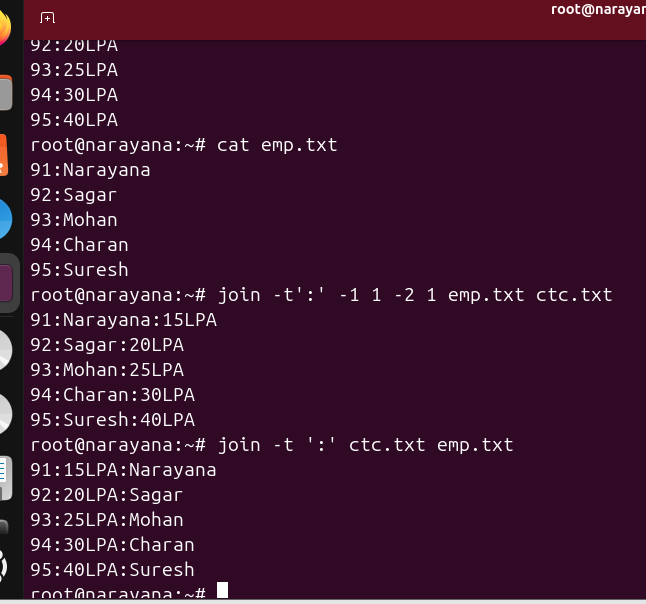 root@narayan
92:20LPA
93:25LPA
94:30LPA
95:40LPA
root@narayana:~# cat emp.txt
91:Narayana
92:Sagar
93:Mohan
94:Charan
95:Suresh
root@narayana:~# join -t':' -1 1 -2 1 emp.txt ctc.txt
91:Narayana:15LPA
92:Sagar:20LPA
93:Mohan:25LPA
94:Charan:30LPA
95:Suresh:40LPA
root@narayana:~# join -t ':' ctc.txt emp.txt
91:15LPA:Narayana
92:20LPA:Sagar
93:25LPA:Mohan
94:30LPA:Charan
95:40LPA:Suresh
root@narayana:~#